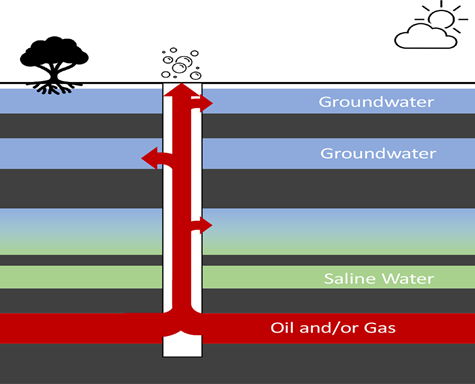 Groundwater
Groundwater
Saline Water
Oil and/or Gas